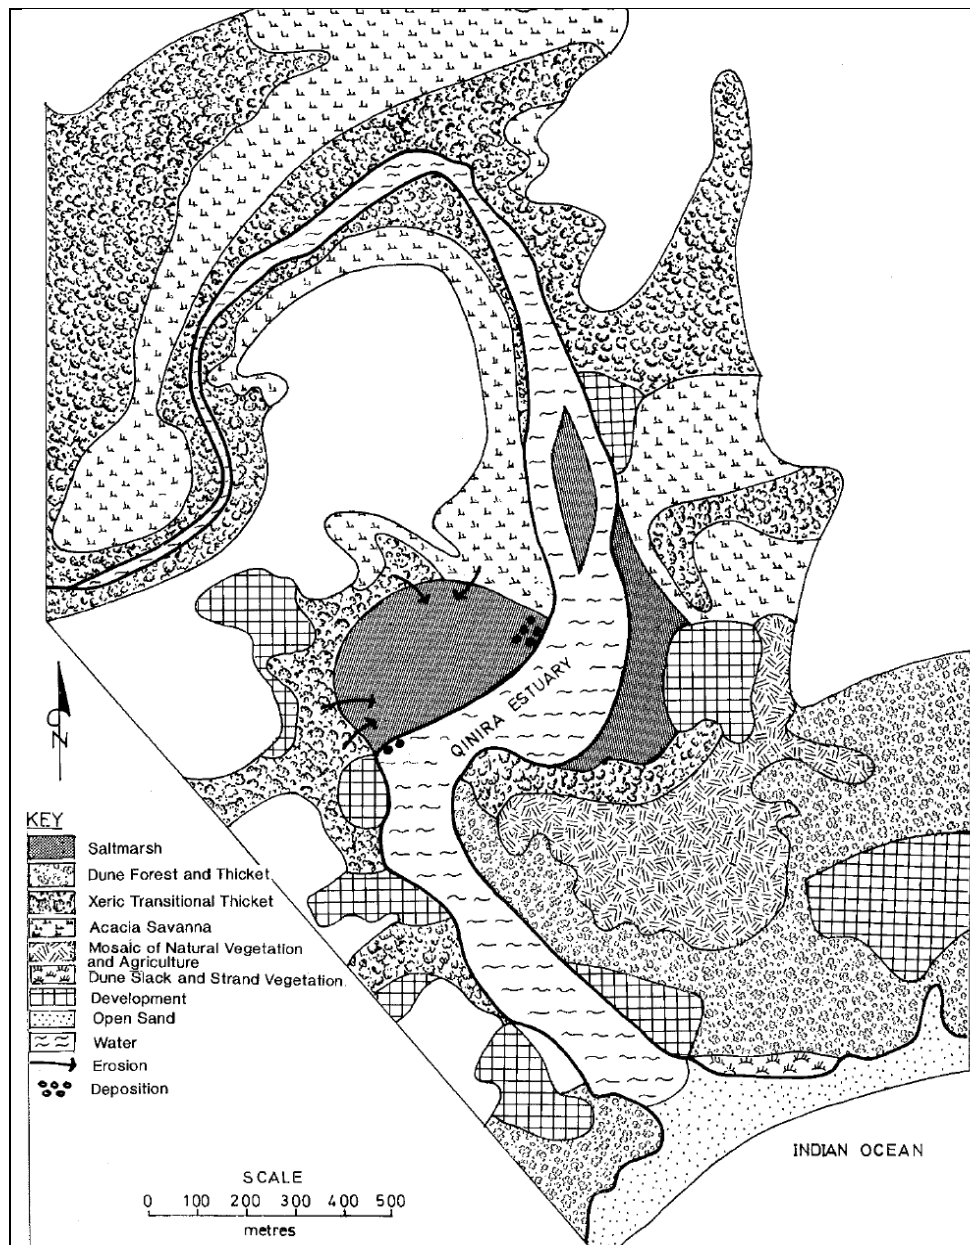 QINIRA ESTUARY
N
KEY
Saltmarsh
Dune Forest and Thicket
Xeric Transitional Thicket
Acacia Savanna
Mosaic of Natural Vegetation
and Agriculture
Dune Slack and Strand Vegetation.
Development
Open Sand
Water
Erosion
Deposition
INDIAN OCEAN
SCALE
0 100 200 300 400 500
metres